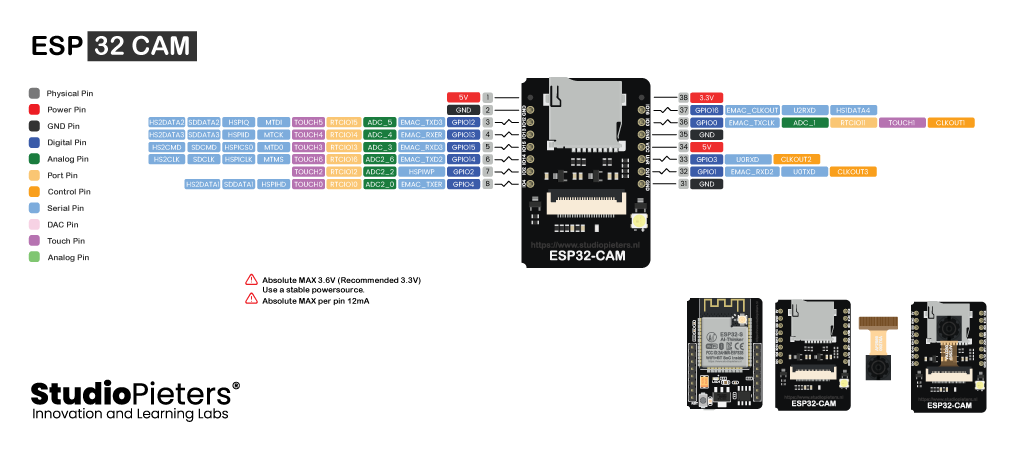 ESP 32 CAM
Physical Pin
Power Pin
GND Pin
Digital Pin
Analog Pin
Port Pin
Control Pin
Serial Pin
DAC Pin
Touch Pin
Analog Pin
5V 1
GND 2
HS2DATA2 SDDATA2 HSPIQ MTDI TOUCH5 RTCIO15 ADC_5 EMAC_TXD3 GPIO12 3
HS2DATA3 SDDATA3 HSPIID MTCK TOUCH4 RTCIO14 ADC_4 EMAC_RXER GPIO13 4
HS2CMD SDCMD HSPICS0 MTDO TOUCH3 RTCIO13 ADC_3 EMAC_RXD3 GPIO15 5
HS2CLK SDCLK HSPICLK MTMS TOUCH6 RTCIO16 ADC2_6 EMAC_TXD2 GPIO14 6
TOUCH2 RTCIO12 ADC2_2 HSPIWP GPIO2 7
HS2DATA1 SDDATA1 HSPIHD TOUCH0 RTCIO10 ADC2_0 EMAC_TXER GPIO4 8
38 3.3V
37 GPIO16 EMAC_CLKOUT U2RXD HS1DATA4
36 GPIO0 EMAC_TXCLK ADC_1 RTCIO11 TOUCH1 CLKOUT1
35 GND
34 5V
33 GPIO3 U0RXD CLKOUT2
32 GPIO1 EMAC_RXD2 U0TXD CLKOUT3
31 GND
https://www.studiopieters.nl
ESP32-CAM
Absolute MAX 3.6V (Recommended 3.3V)
Use a stable powersource.
Absolute MAX per pin 12mA
ESP32-S
AI-Thinker
ESP32-CAM
ESP32-CAM
StudioPieters®
Innovation and Learning Labs